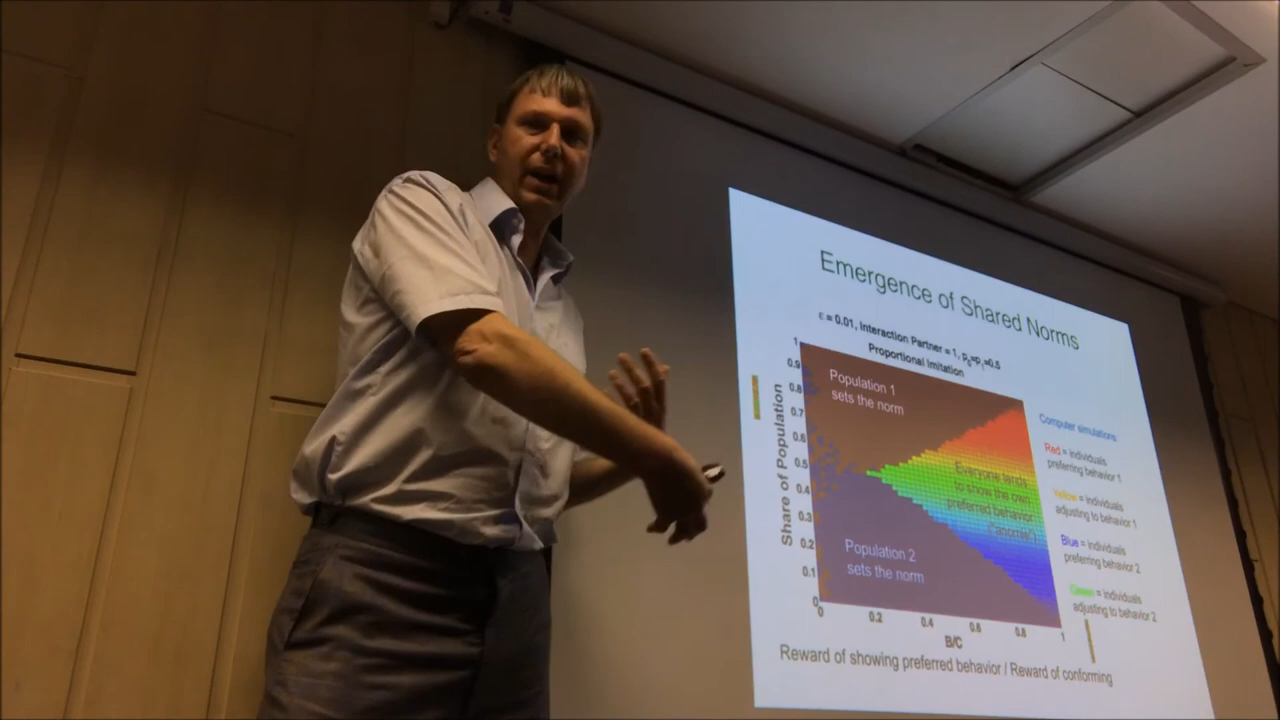 Emergence of Shared Norms
ε = 0.01, Interaction Partner = 1, p₀=p₁=0.5
Proportional Imitation
1
0.9
0.8
0.7
0.6
0.5
0.4
0.3
0.2
0.1
0
Share of Population
Population 1
sets the norm
Everyone tends
to show the own
preferred behavior
("anomie")
Population 2
sets the norm
0
0.2
0.4
0.6
0.8
1
B/C
Reward of showing preferred behavior / Reward of conforming
Computer simulations
Red = individuals
preferring behavior 1
Yellow = individuals
adjusting to behavior 1
Blue = individuals
preferring behavior 2
Green = individuals
adjusting to behavior 2